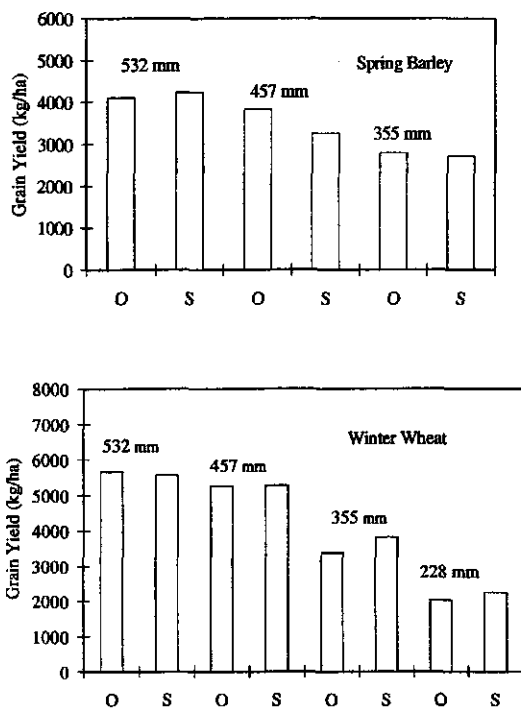 6000
Spring Barley
532 mm
5000
457 mm
4000
355 mm
3000
2000
1000
0
Grain Yield (kg/ha)
O S O S O S
8000
7000
Winter Wheat
532 mm
6000
457 mm
5000
355 mm
4000
3000
228 mm
2000
1000
0
Grain Yield (kg/ha)
O S O S O S O S